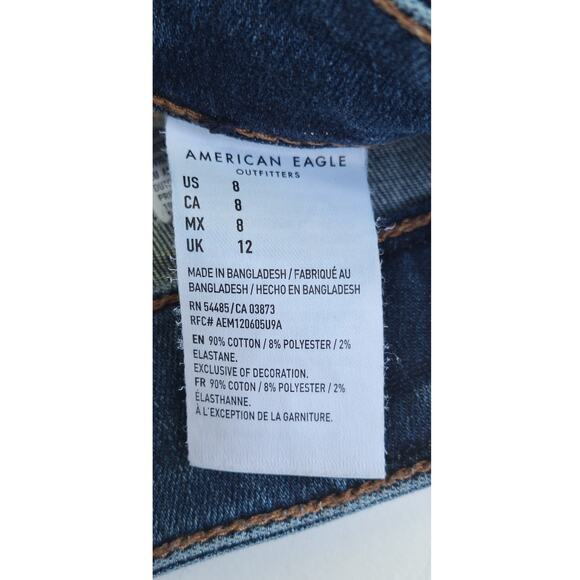 AMERICAN EAGLE
OUTFITTERS
US 8
CA 8
MX 8
UK 12
MADE IN BANGLADESH / FABRIQUÉ AU
BANGLADESH / HECHO EN BANGLADESH
RN 54485/CA 03873
RFC# AEM120605U9A
EN 90% COTTON / 8% POLYESTER / 2%
ELASTANE.
EXCLUSIVE OF DECORATION.
FR 90% COTON / 8% POLYESTER / 2%
ÉLASTHANNE.
À L'EXCEPTION DE LA GARNITURE.